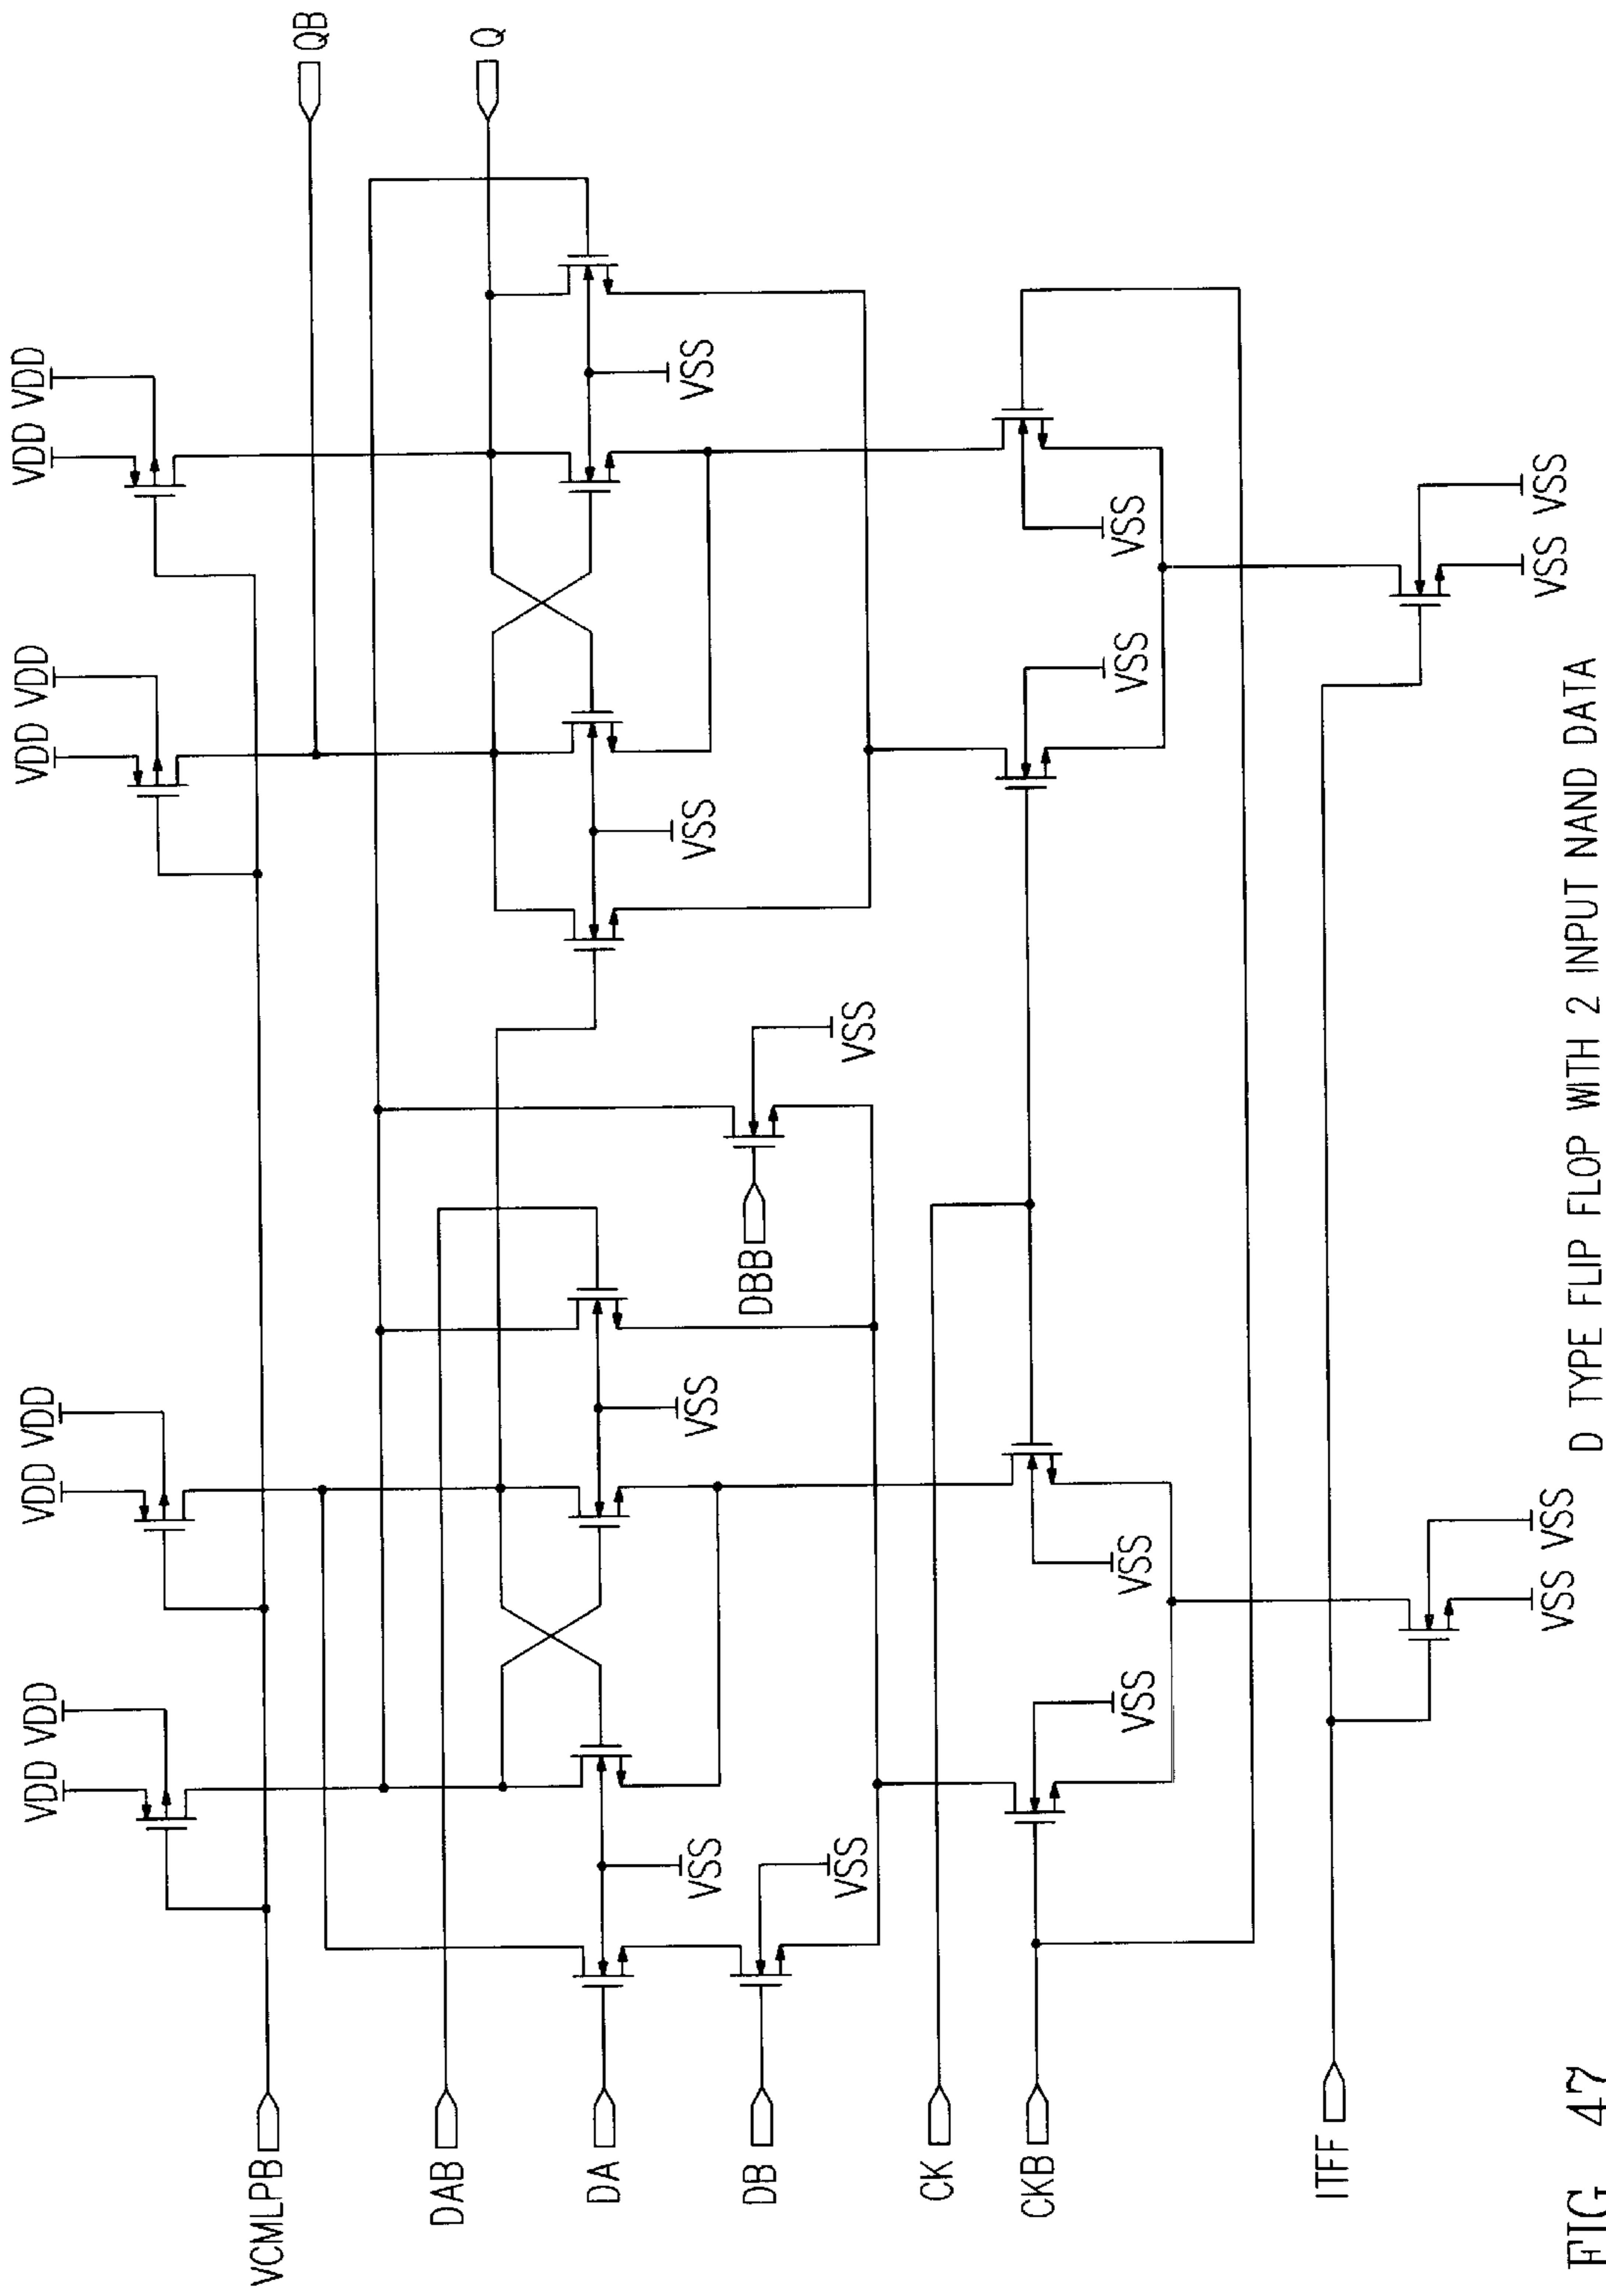 VDD VDD
VDD VDD
VDD VDD
VDD VDD
QB
Q
VCMLPB
DAB
DA
DB
DBB
CK
CKB
ITFF
VSS
VSS
VSS
VSS
VSS
VSS
VSS
VSS
VSS
VSS
VSS VSS
VSS VSS
D TYPE FLIP FLOP WITH 2 INPUT NAND DATA
FIG 47